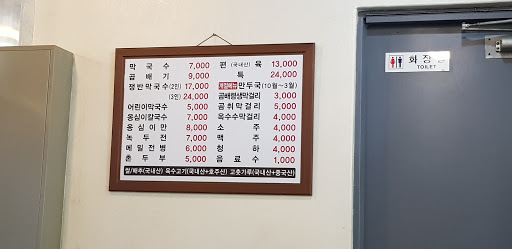 막국수 7,000
곱배기 9,000
쟁반막국수(2인) 17,000
(3인) 24,000
어린이막국수 5,000
옹심이칼국수 7,000
옹심이만 8,000
녹두전 7,000
메밀전병 6,000
촌두부 5,000
편(국내산)육 13,000
특 24,000
계절메뉴 만두국(10월~3월)
곰배령생막걸리 3,000
곰취막걸리 5,000
옥수수막걸리 4,000
소주 4,000
맥주 4,000
청하 4,000
음료수 1,000
쌀/배추(국내산) 육수고기(국내산+호주산) 고춧가루(국내산+중국산)
화장실
TOILET